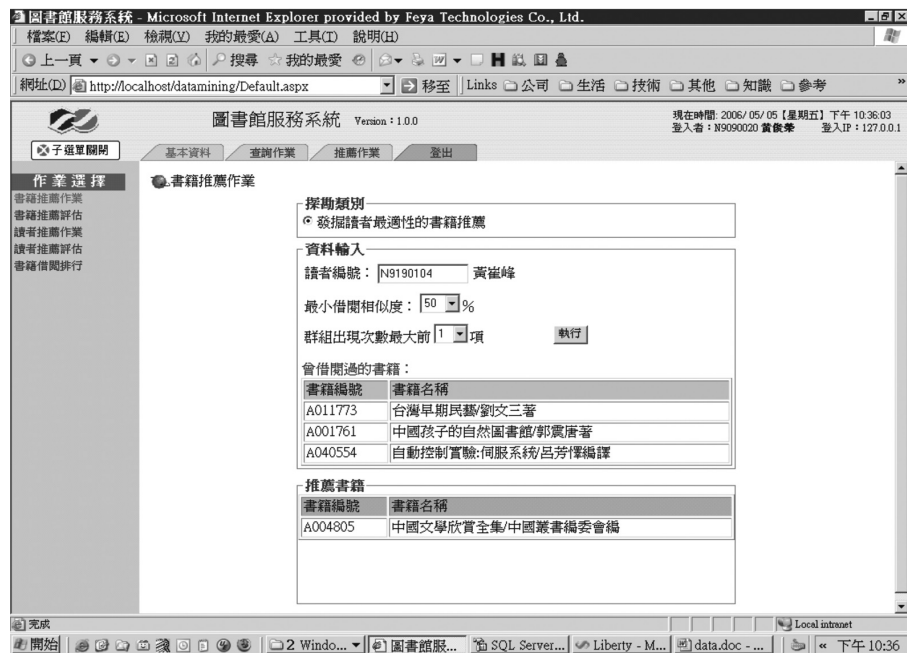 圖書館服務系統 - Microsoft Internet Explorer provided by Feya Technologies Co., Ltd.
檔案(F) 編輯(E) 檢視(V) 我的最愛(A) 工具(T) 說明(H)
上一頁 搜尋 我的最愛
網址(D) http://localhost/datamining/Default.aspx 移至 Links 公司 生活 技術 其他 知識 參考 »
圖書館服務系統 Version:1.0.0
現在時間: 2006/05/05【星期五】下午 10:36:03
登入者:N9090020 黃俊榮 登入IP:127.0.0.1
子選單關閉 基本資料 查詢作業 推薦作業 登出
作業選擇
書籍推薦作業
書籍推薦評估
讀者推薦作業
讀者推薦評估
書籍借閱排行
書籍推薦作業
探勘類別
發掘讀者最適性的書籍推薦
資料輸入
讀者編號: N9190104 黃崔峰
最小借閱相似度: 50 %
群組出現次數最大前 1 項 執行
曾借閱過的書籍:
書籍編號 書籍名稱
A011773 台灣早期民藝/劉文三著
A001761 中國孩子的自然圖書館/郭震唐著
A040554 自動控制實驗:伺服系統/呂芳懌編譯
推薦書籍
書籍編號 書籍名稱
A004805 中國文學欣賞全集/中國叢書編委會編
完成 Local intranet
開始 2 Windo... 圖書館服... SQL Server... Liberty - M... data.doc - ... « 下午 10:36